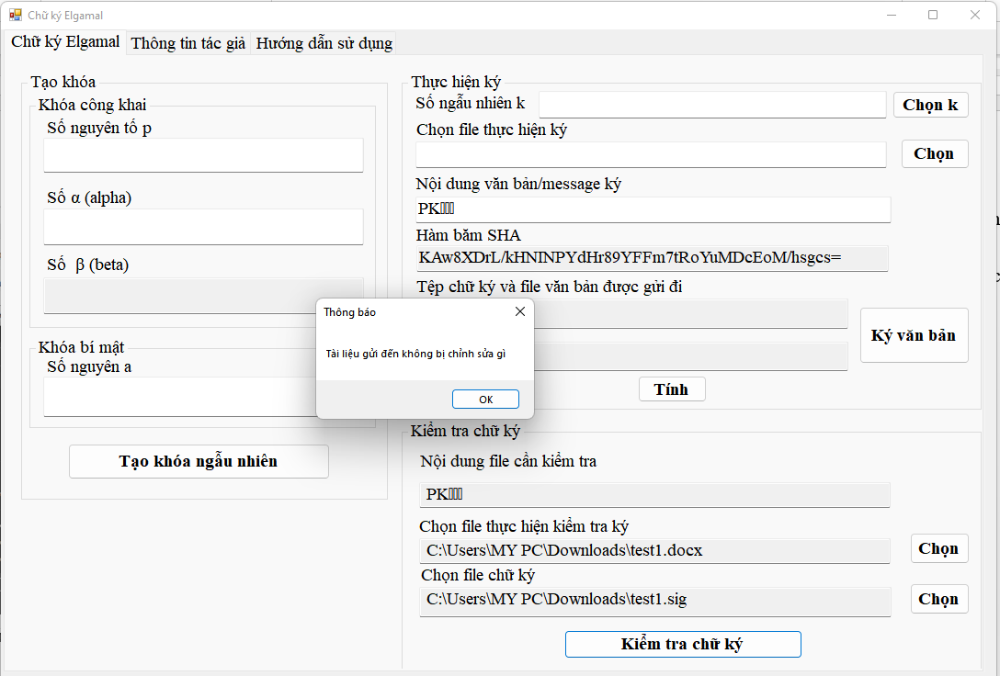 Chữ ký Elgamal
Chữ ký Elgamal Thông tin tác giả Hướng dẫn sử dụng
Tạo khóa
Khóa công khai
Số nguyên tố p
Số α (alpha)
Số β (beta)
Khóa bí mật
Số nguyên a
Tạo khóa ngẫu nhiên
Thực hiện ký
Số ngẫu nhiên k
Chọn k
Chọn file thực hiện ký
Chọn
Nội dung văn bản/message ký
PK
Hàm băm SHA
KAw8XDrL/kHNINPYdHr89YFFm7tRoYuMDcEoM/hsgcs=
Tệp chữ ký và file văn bản được gửi đi
Ký văn bản
Tính
Thông báo
Tài liệu gửi đến không bị chỉnh sửa gì
OK
Kiểm tra chữ ký
Nội dung file cần kiểm tra
PK
Chọn file thực hiện kiểm tra ký
C:\Users\MY PC\Downloads\test1.docx
Chọn
Chọn file chữ ký
C:\Users\MY PC\Downloads\test1.sig
Chọn
Kiểm tra chữ ký